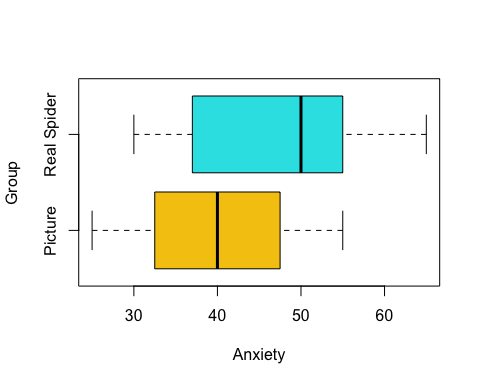 Real Spider
Picture
Group
30 40 50 60
Anxiety